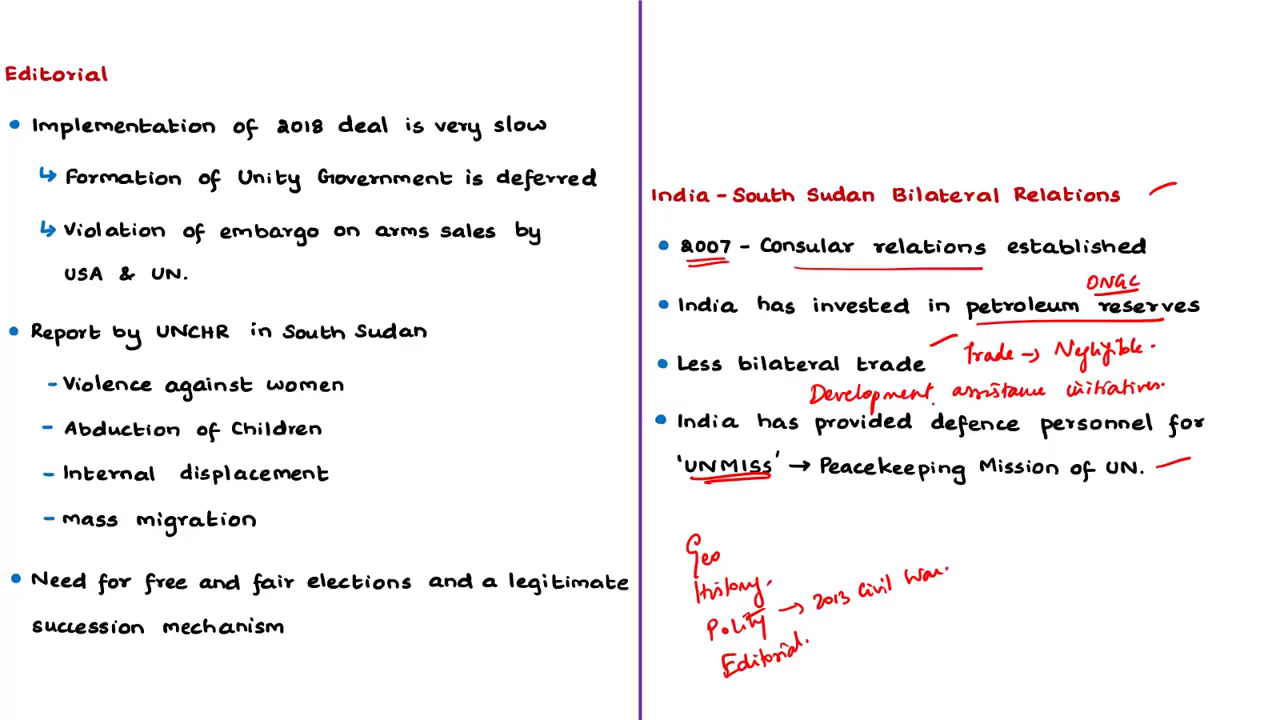 Editorial
• Implementation of 2018 deal is very slow
↳ Formation of Unity Government is deferred
↳ Violation of embargo on arms sales by
USA & UN.
• Report by UNCHR in South Sudan
- Violence against women
- Abduction of Children
- Internal displacement
- mass migration
• Need for free and fair elections and a legitimate
succession mechanism
India - South Sudan Bilateral Relations
• 2007 - Consular relations established
ONGC
• India has invested in petroleum reserves
• Less bilateral trade
Trade → Negligible.
Development assistance initiatives.
• India has provided defence personnel for
'UNMISS' → Peacekeeping Mission of UN.
Geo
History.
Polity → 2013 Civil War.
Editorial.